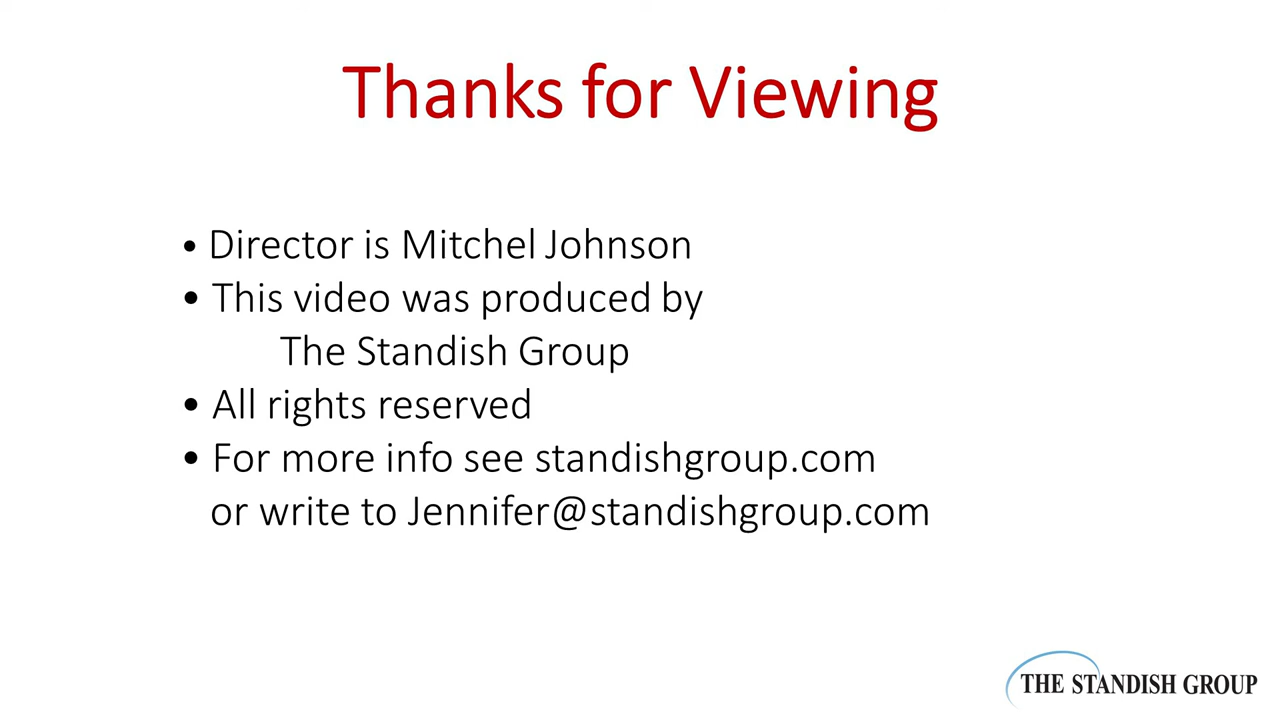 Thanks for Viewing
• Director is Mitchel Johnson
• This video was produced by
The Standish Group
• All rights reserved
• For more info see standishgroup.com
or write to Jennifer@standishgroup.com
THE STANDISH GROUP